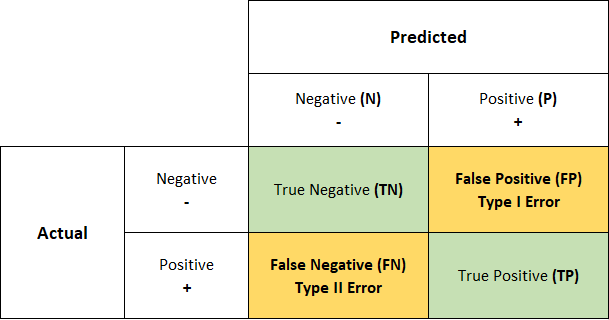 Predicted
Negative (N)
-
Positive (P)
+
Actual
Negative
-
True Negative (TN)
False Positive (FP)
Type I Error
Positive
+
False Negative (FN)
Type II Error
True Positive (TP)